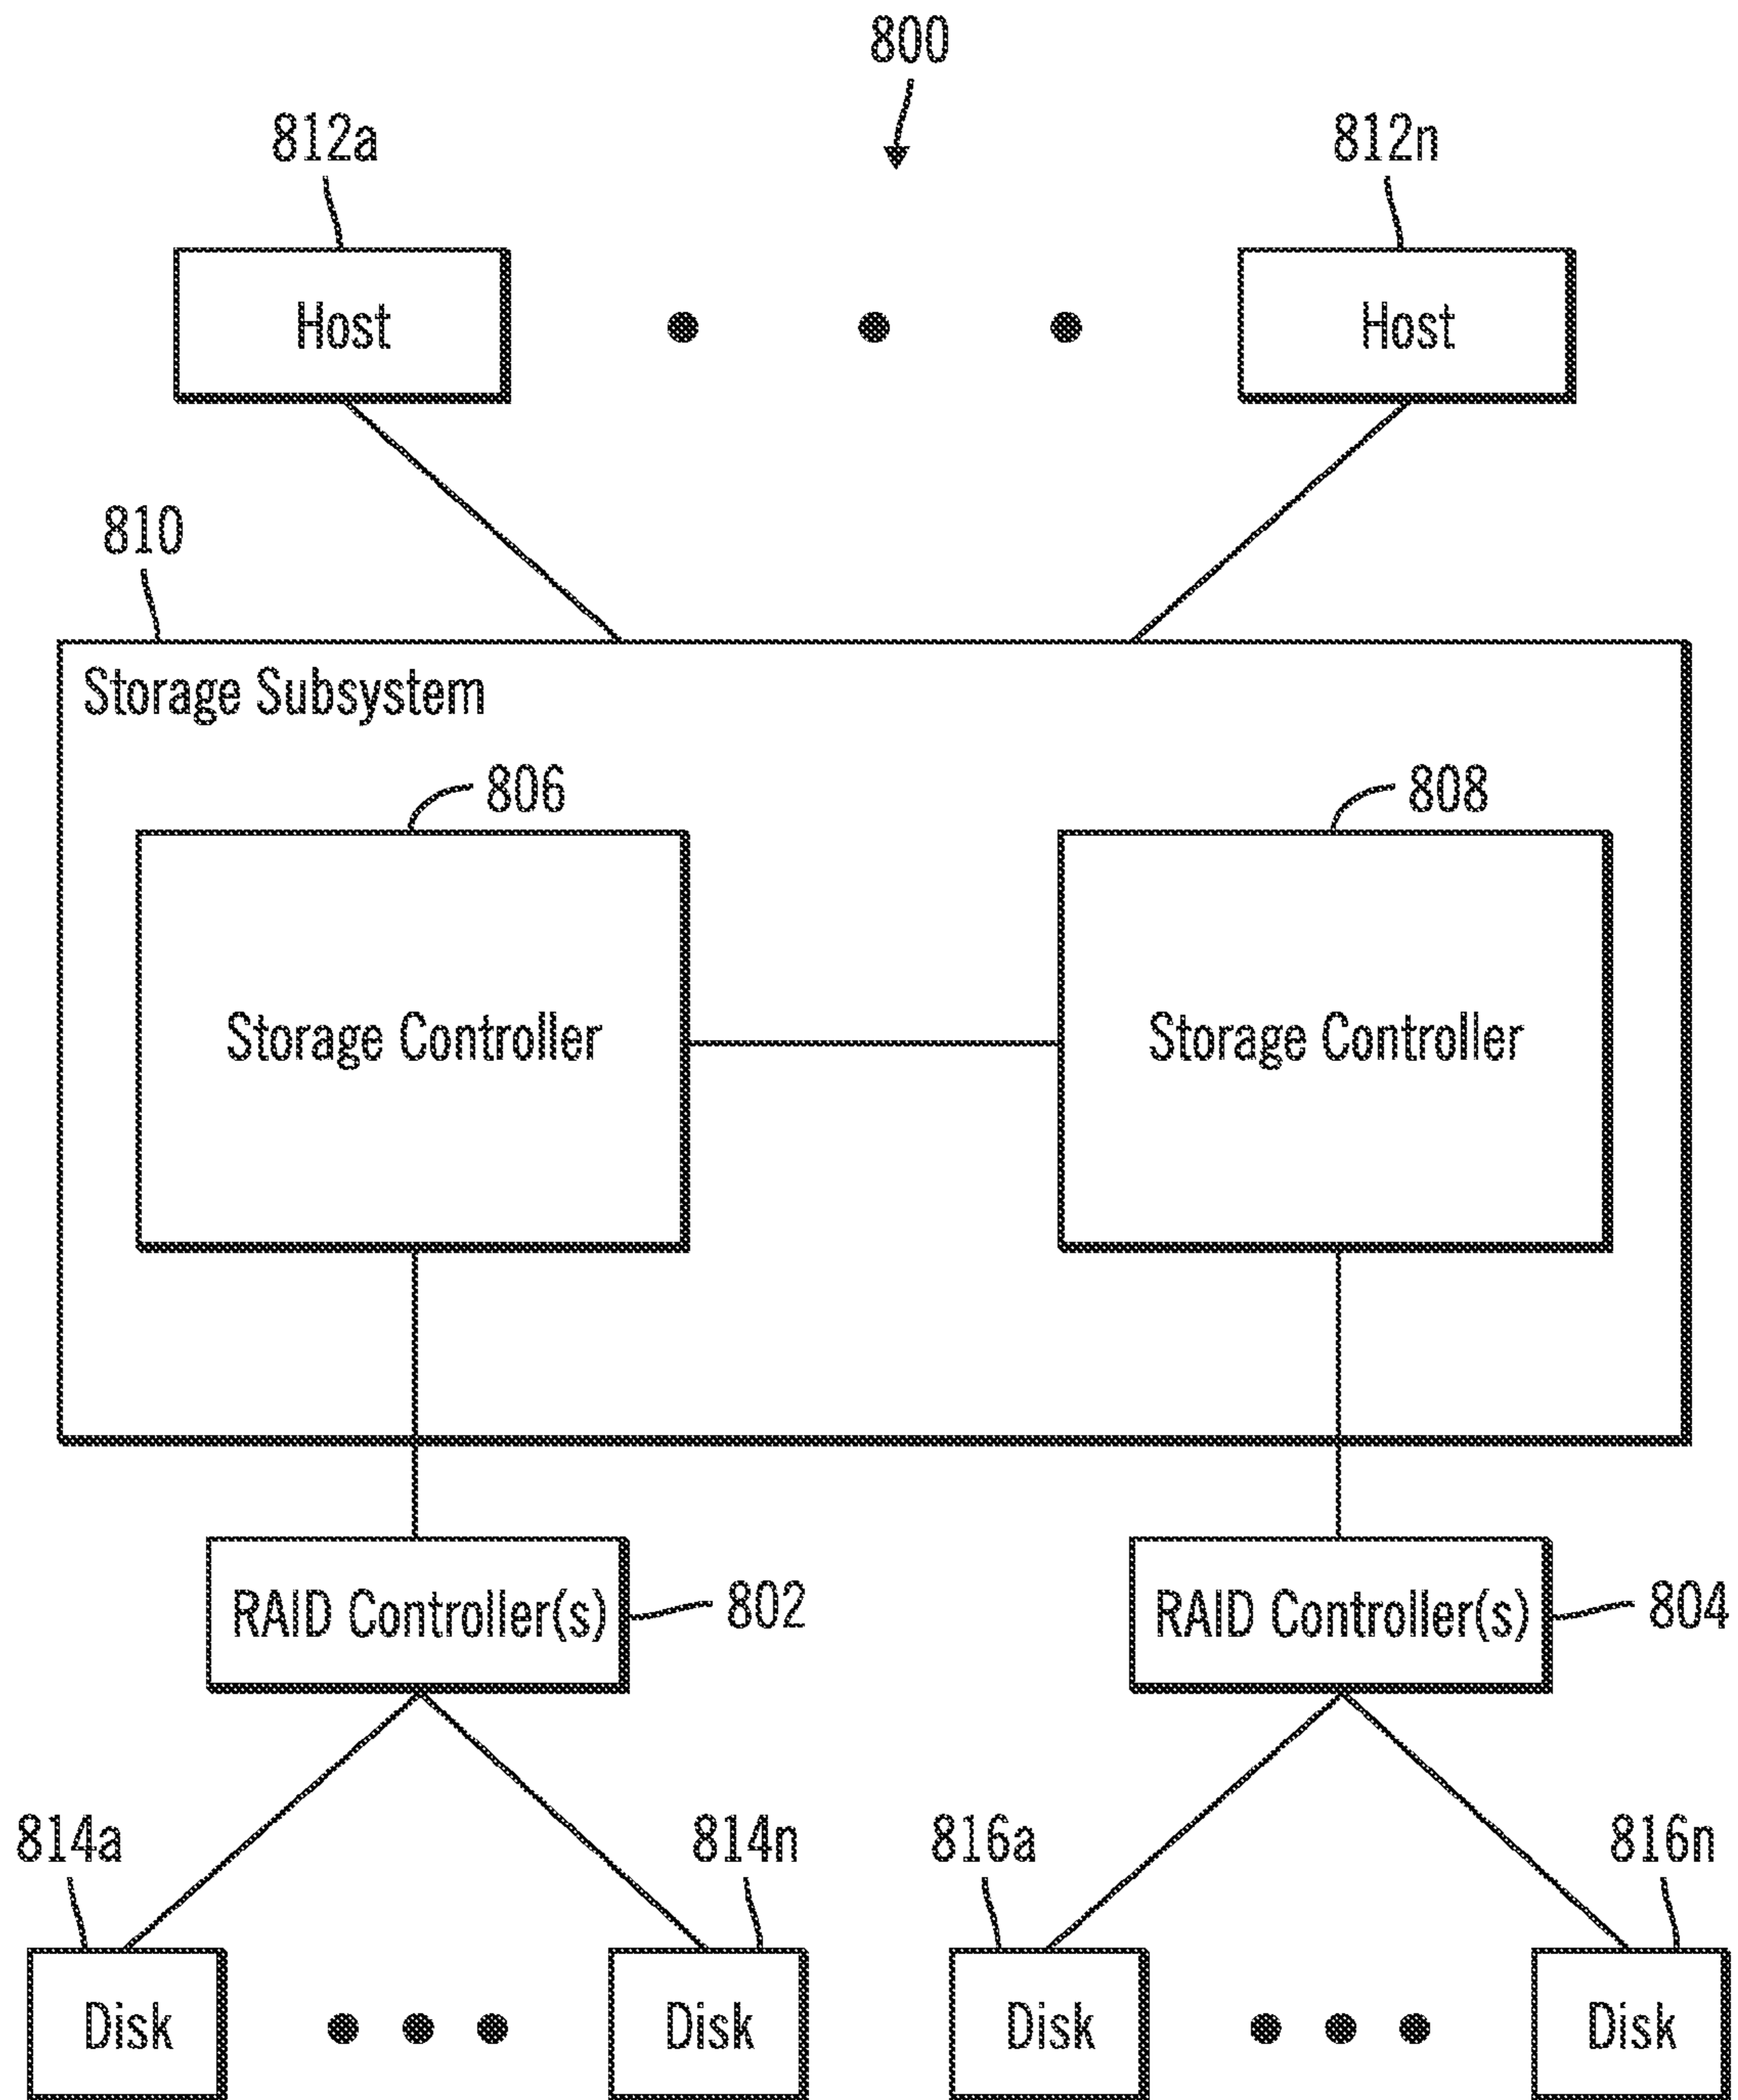 800
812a
812n
Host
Host
810
Storage Subsystem
806
808
Storage Controller
Storage Controller
RAID Controller(s)
802
RAID Controller(s)
804
814a
814n
816a
816n
Disk
Disk
Disk
Disk